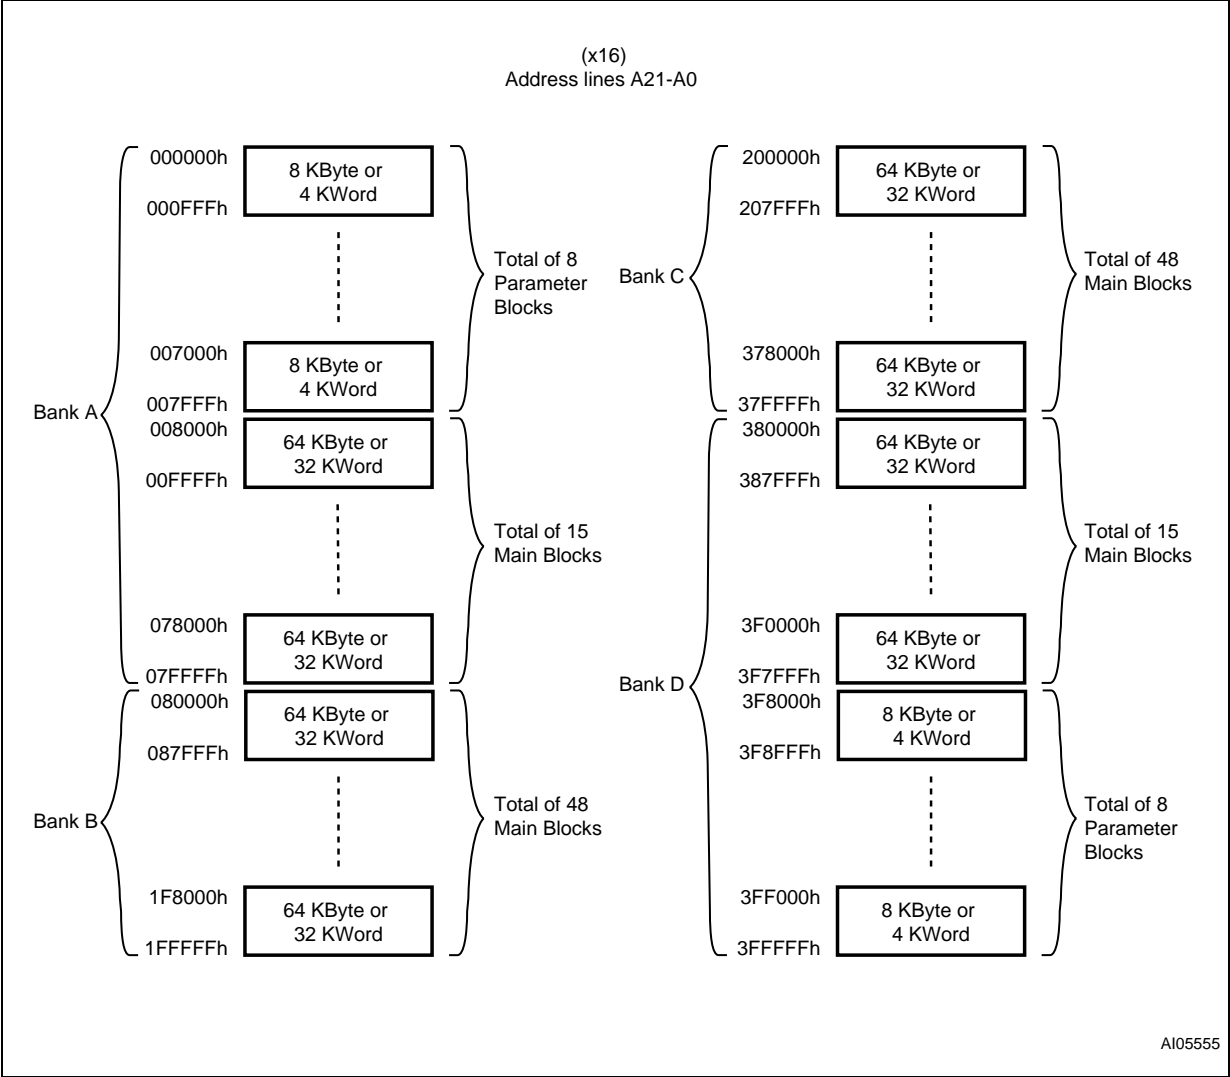 (x16)
Address lines A21-A0
Bank A
000000h
8 KByte or
4 KWord
000FFFh
Total of 8
Parameter
Blocks
007000h
8 KByte or
4 KWord
007FFFh
008000h
64 KByte or
32 KWord
00FFFFh
Total of 15
Main Blocks
078000h
64 KByte or
32 KWord
07FFFFh
Bank B
080000h
64 KByte or
32 KWord
087FFFh
Total of 48
Main Blocks
1F8000h
64 KByte or
32 KWord
1FFFFFh
Bank C
200000h
64 KByte or
32 KWord
207FFFh
Total of 48
Main Blocks
378000h
64 KByte or
32 KWord
37FFFFh
Bank D
380000h
64 KByte or
32 KWord
387FFFh
Total of 15
Main Blocks
3F0000h
64 KByte or
32 KWord
3F7FFFh
3F8000h
8 KByte or
4 KWord
3F8FFFh
Total of 8
Parameter
Blocks
3FF000h
8 KByte or
4 KWord
3FFFFFh
AI05555